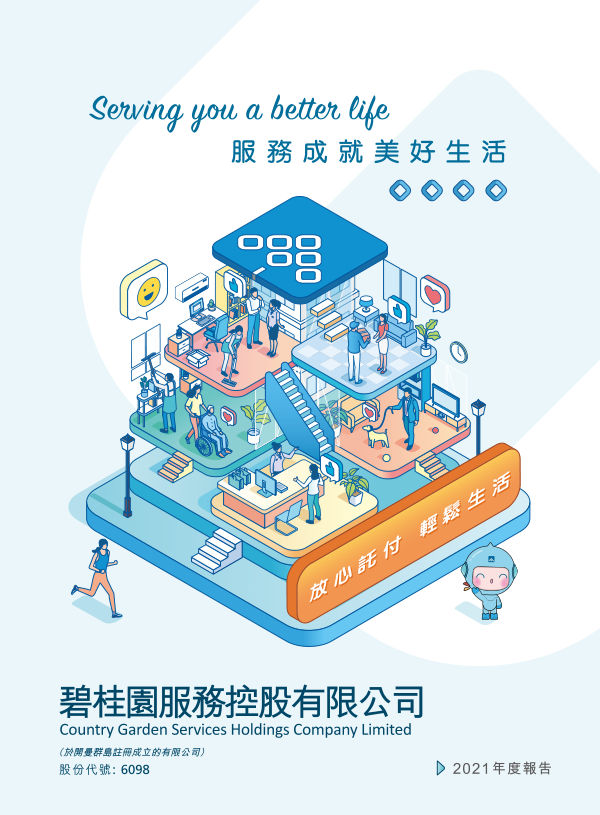 Serving you a better life
服務成就美好生活
放心託付 輕鬆生活
碧桂園服務控股有限公司
Country Garden Services Holdings Company Limited
(於開曼群島註冊成立的有限公司)
股份代號: 6098
2021年度報告